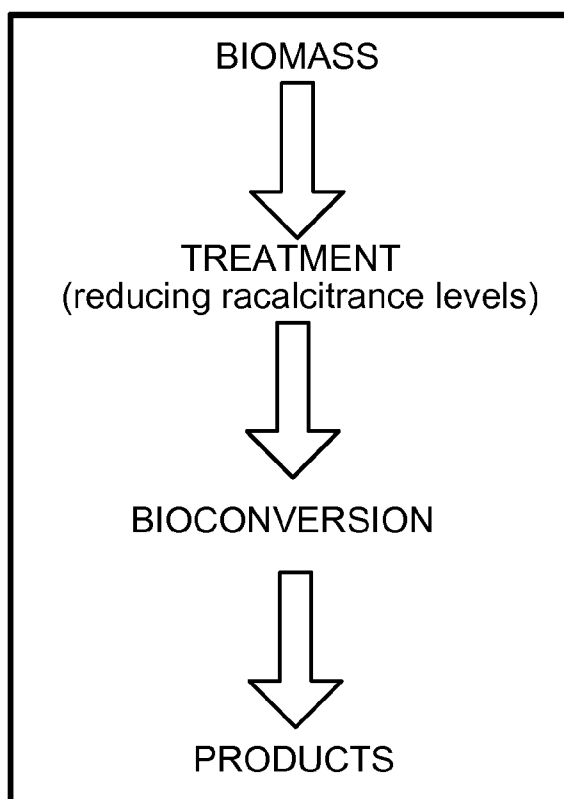 BIOMASS
TREATMENT
(reducing racalcitrance levels)
BIOCONVERSION
PRODUCTS